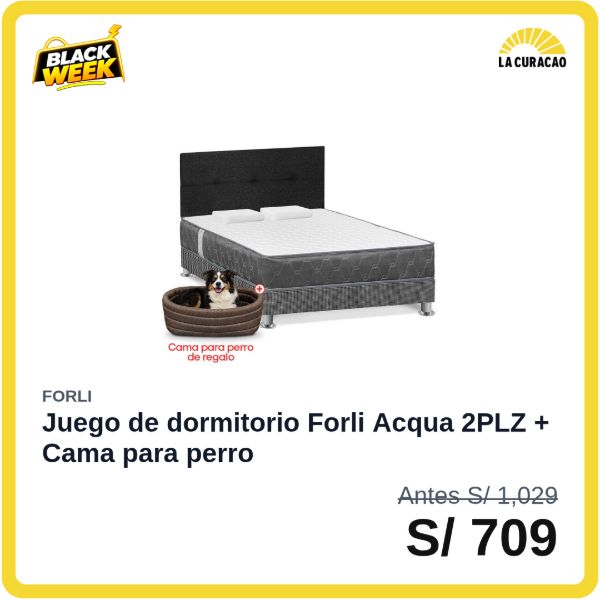 BLACK
WEEK
LA CURACAO
Cama para perro
de regalo
FORLI
Juego de dormitorio Forli Acqua 2PLZ +
Cama para perro
Antes S/ 1,029
S/ 709